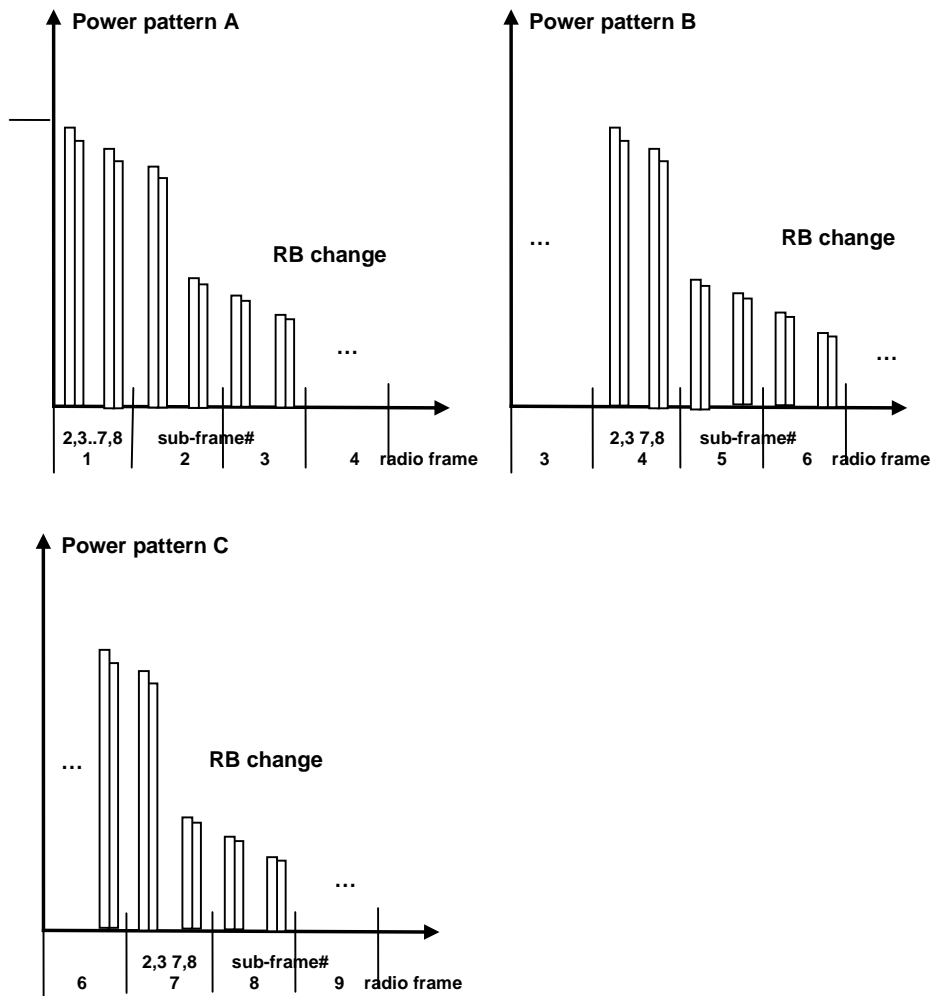 Power pattern A
RB change
...
2,3..7,8 sub-frame#
1 2 3 4 radio frame
Power pattern B
...
RB change
...
2,3 7,8 sub-frame#
3 4 5 6 radio frame
Power pattern C
...
RB change
...
2,3 7,8 sub-frame#
6 7 8 9 radio frame